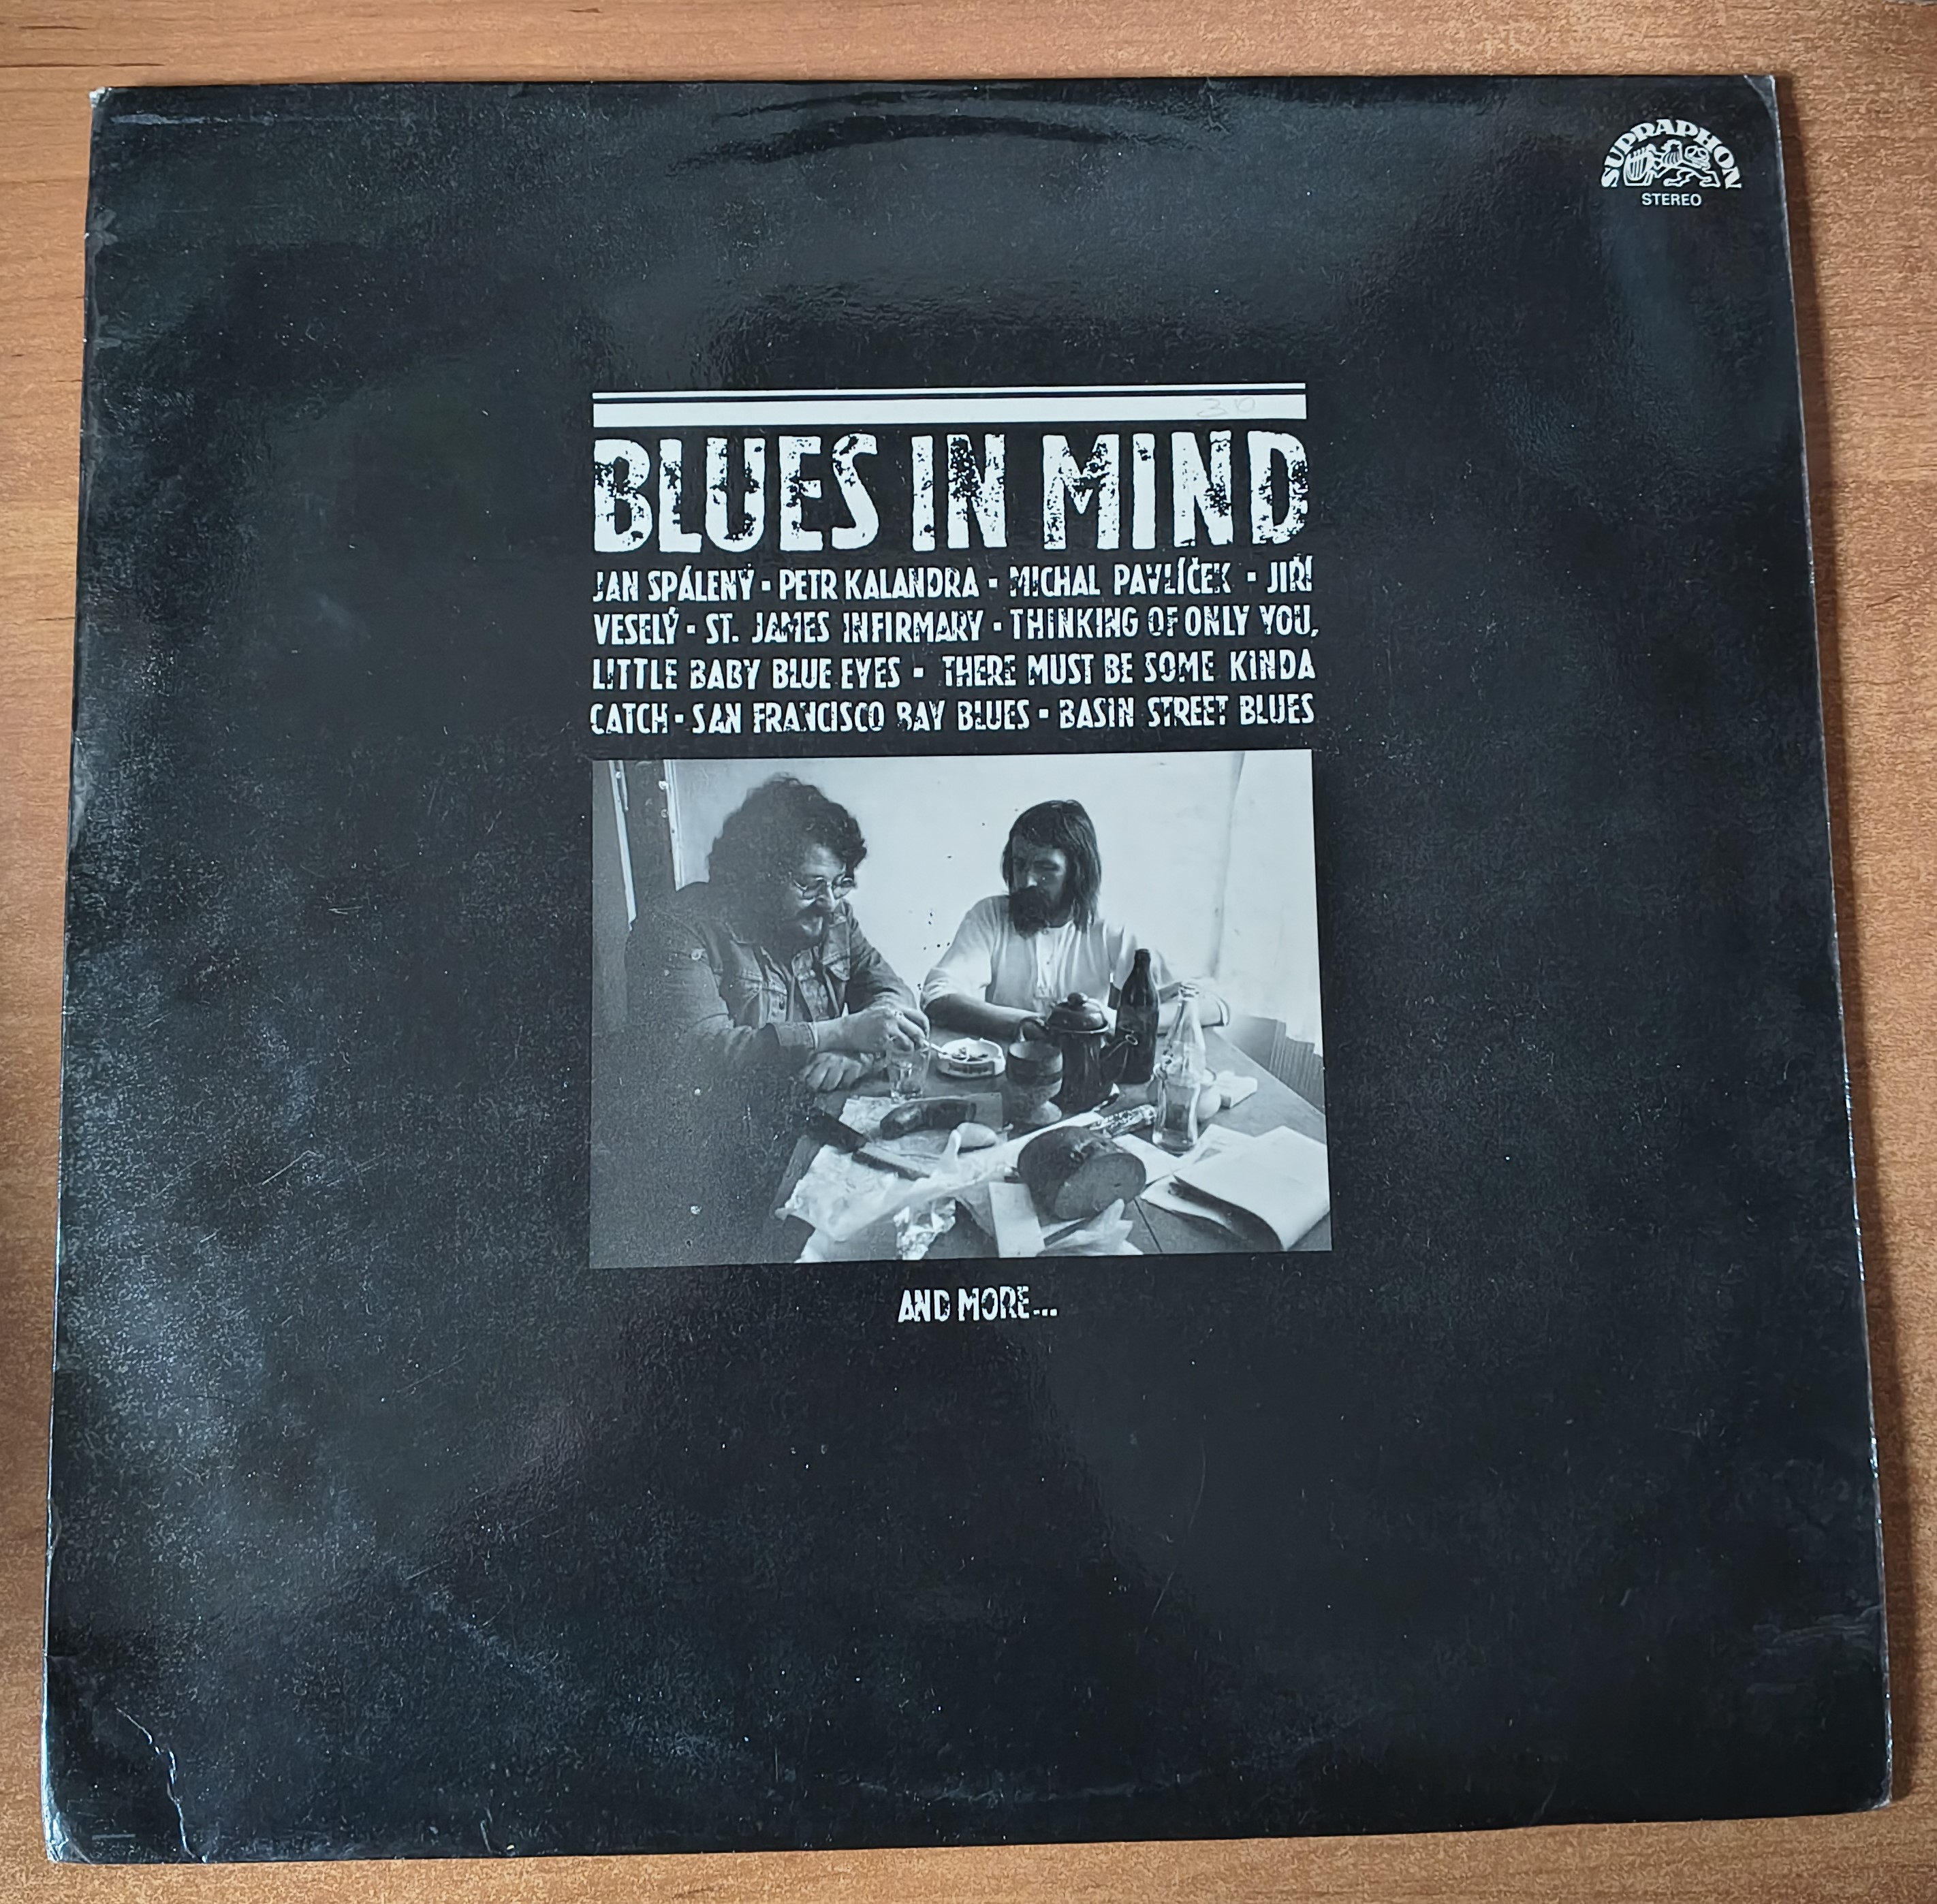 SUPRAPHON
STEREO
30
BLUES IN MIND
JAN SPÁLENÝ ▪ PETR KALANDRA ▪ MICHAL PAVLÍČEK ▪ JIŘÍ
VESELÝ ▪ ST. JAMES INFIRMARY ▪ THINKING OF ONLY YOU,
LITTLE BABY BLUE EYES ▪ THERE MUST BE SOME KINDA
CATCH ▪ SAN FRANCISCO BAY BLUES ▪ BASIN STREET BLUES
AND MORE...